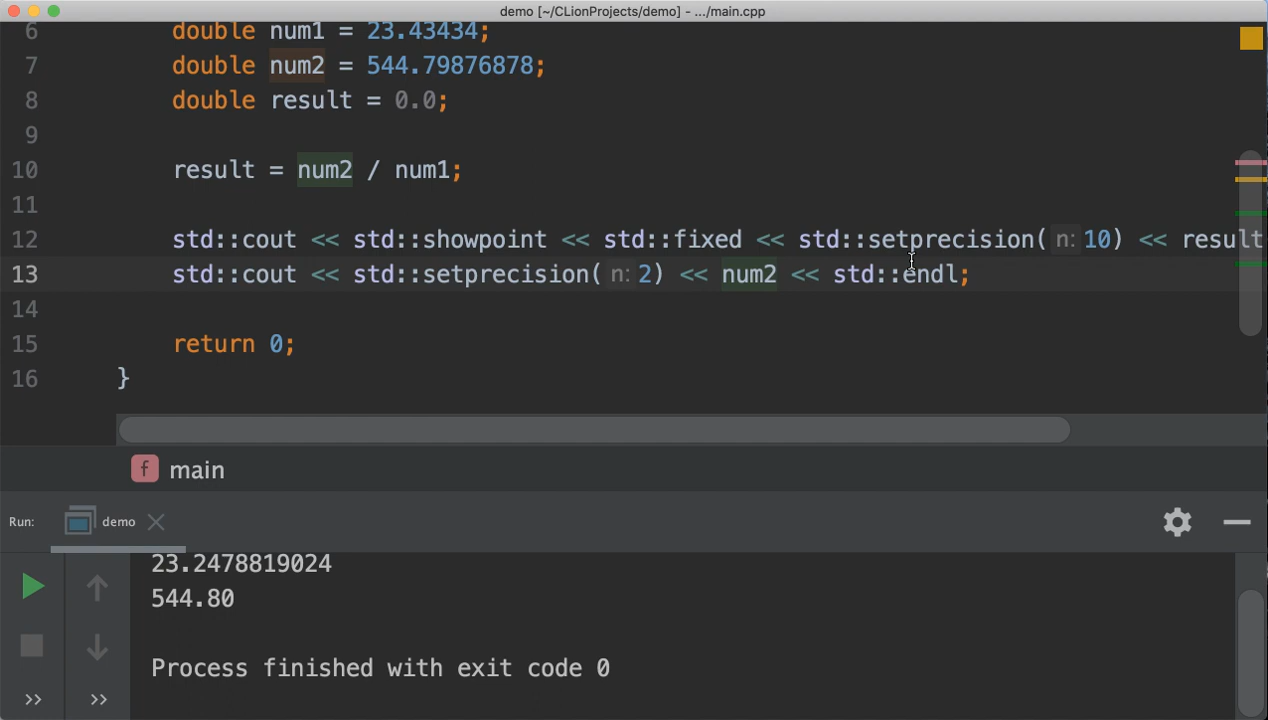 demo [~/CLionProjects/demo] - .../main.cpp
6 double num1 = 23.43434;
7 double num2 = 544.79876878;
8 double result = 0.0;
9
10 result = num2 / num1;
11
12 std::cout << std::showpoint << std::fixed << std::setprecision( n: 10) << result
13 std::cout << std::setprecision( n: 2) << num2 << std::endl;
14
15 return 0;
16 }
f main
Run: demo
23.2478819024
544.80
Process finished with exit code 0